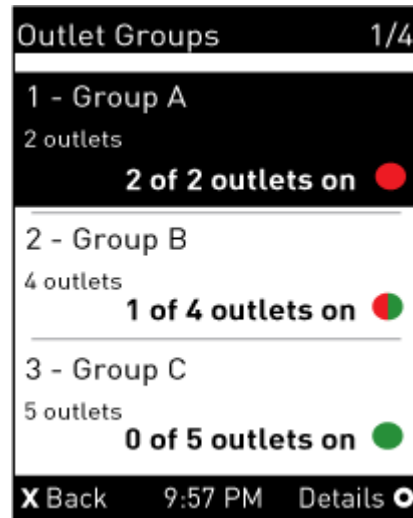 Outlet Groups 1/4
1 - Group A
2 outlets
2 of 2 outlets on
2 - Group B
4 outlets
1 of 4 outlets on
3 - Group C
5 outlets
0 of 5 outlets on
X Back 9:57 PM Details O